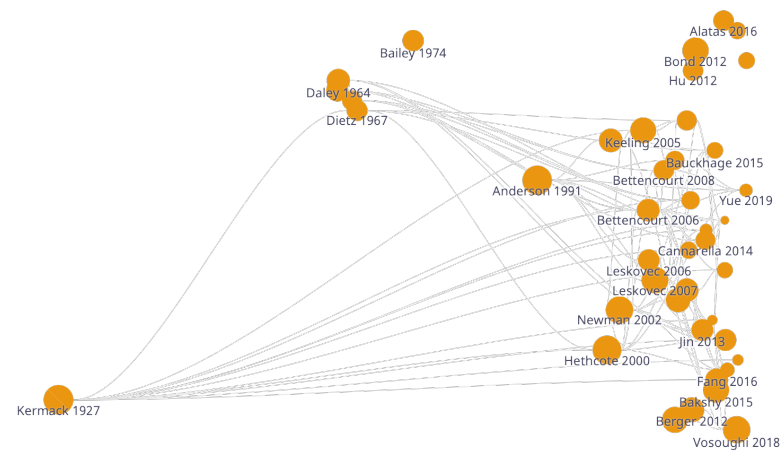 Alatas 2016
Bailey 1974
Bond 2012
Hu 2012
Daley 1964
Dietz 1967
Keeling 2005
Bauckhage 2015
Bettencourt 2008
Anderson 1991
Yue 2019
Bettencourt 2006
Cannarella 2014
Leskovec 2006
Leskovec 2007
Newman 2002
Jin 2013
Hethcote 2000
Fang 2016
Bakshy 2015
Kermack 1927
Berger 2012
Vosoughi 2018